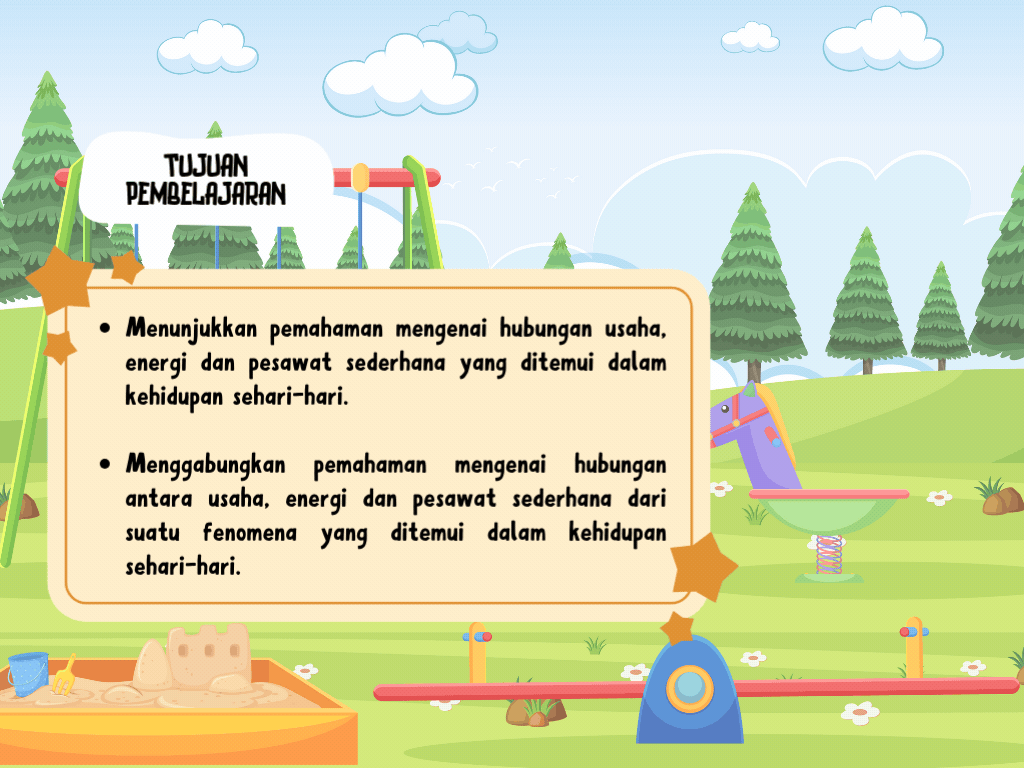 TUJUAN
PEMBELAJARAN
• Menunjukkan pemahaman mengenai hubungan usaha,
energi dan pesawat sederhana yang ditemui dalam
kehidupan sehari-hari.
• Menggabungkan pemahaman mengenai hubungan
antara usaha, energi dan pesawat sederhana dari
suatu fenomena yang ditemui dalam kehidupan
sehari-hari.